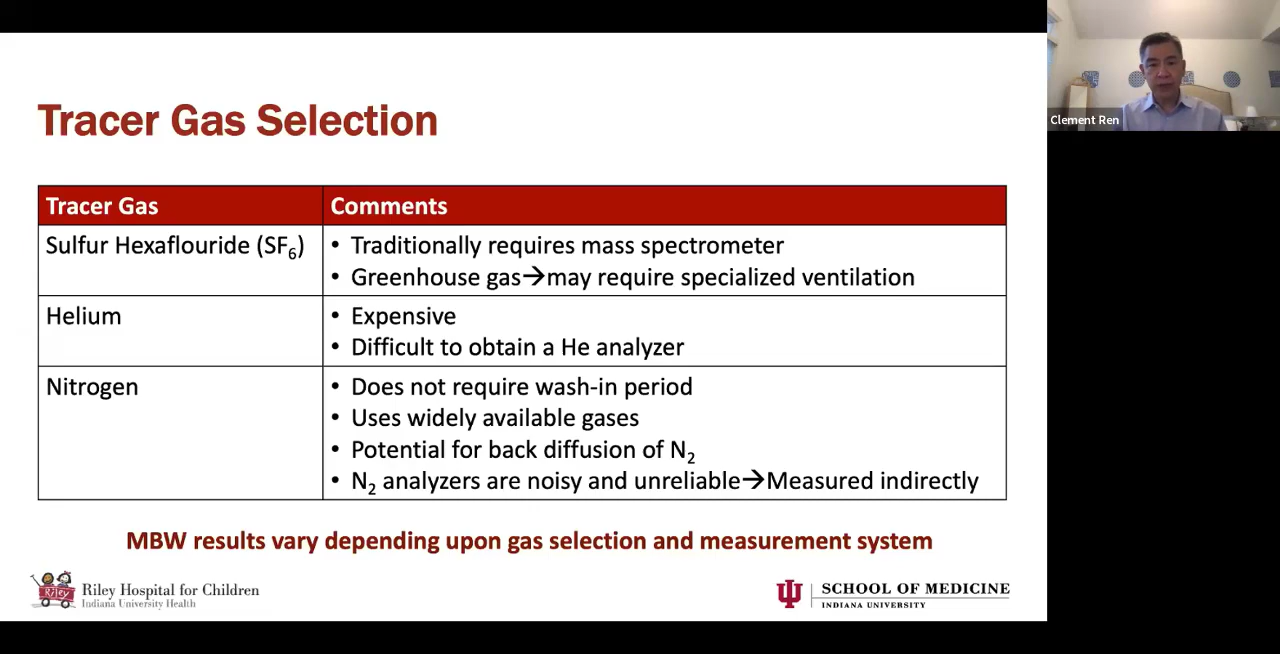 Tracer Gas Selection
Tracer Gas
Comments
Sulfur Hexaflouride (SF6)
• Traditionally requires mass spectrometer
• Greenhouse gas→may require specialized ventilation
Helium
• Expensive
• Difficult to obtain a He analyzer
Nitrogen
• Does not require wash-in period
• Uses widely available gases
• Potential for back diffusion of N2
• N2 analyzers are noisy and unreliable→Measured indirectly
MBW results vary depending upon gas selection and measurement system
Riley
Riley Hospital for Children
Indiana University Health
SCHOOL OF MEDICINE
INDIANA UNIVERSITY
Clement Ren